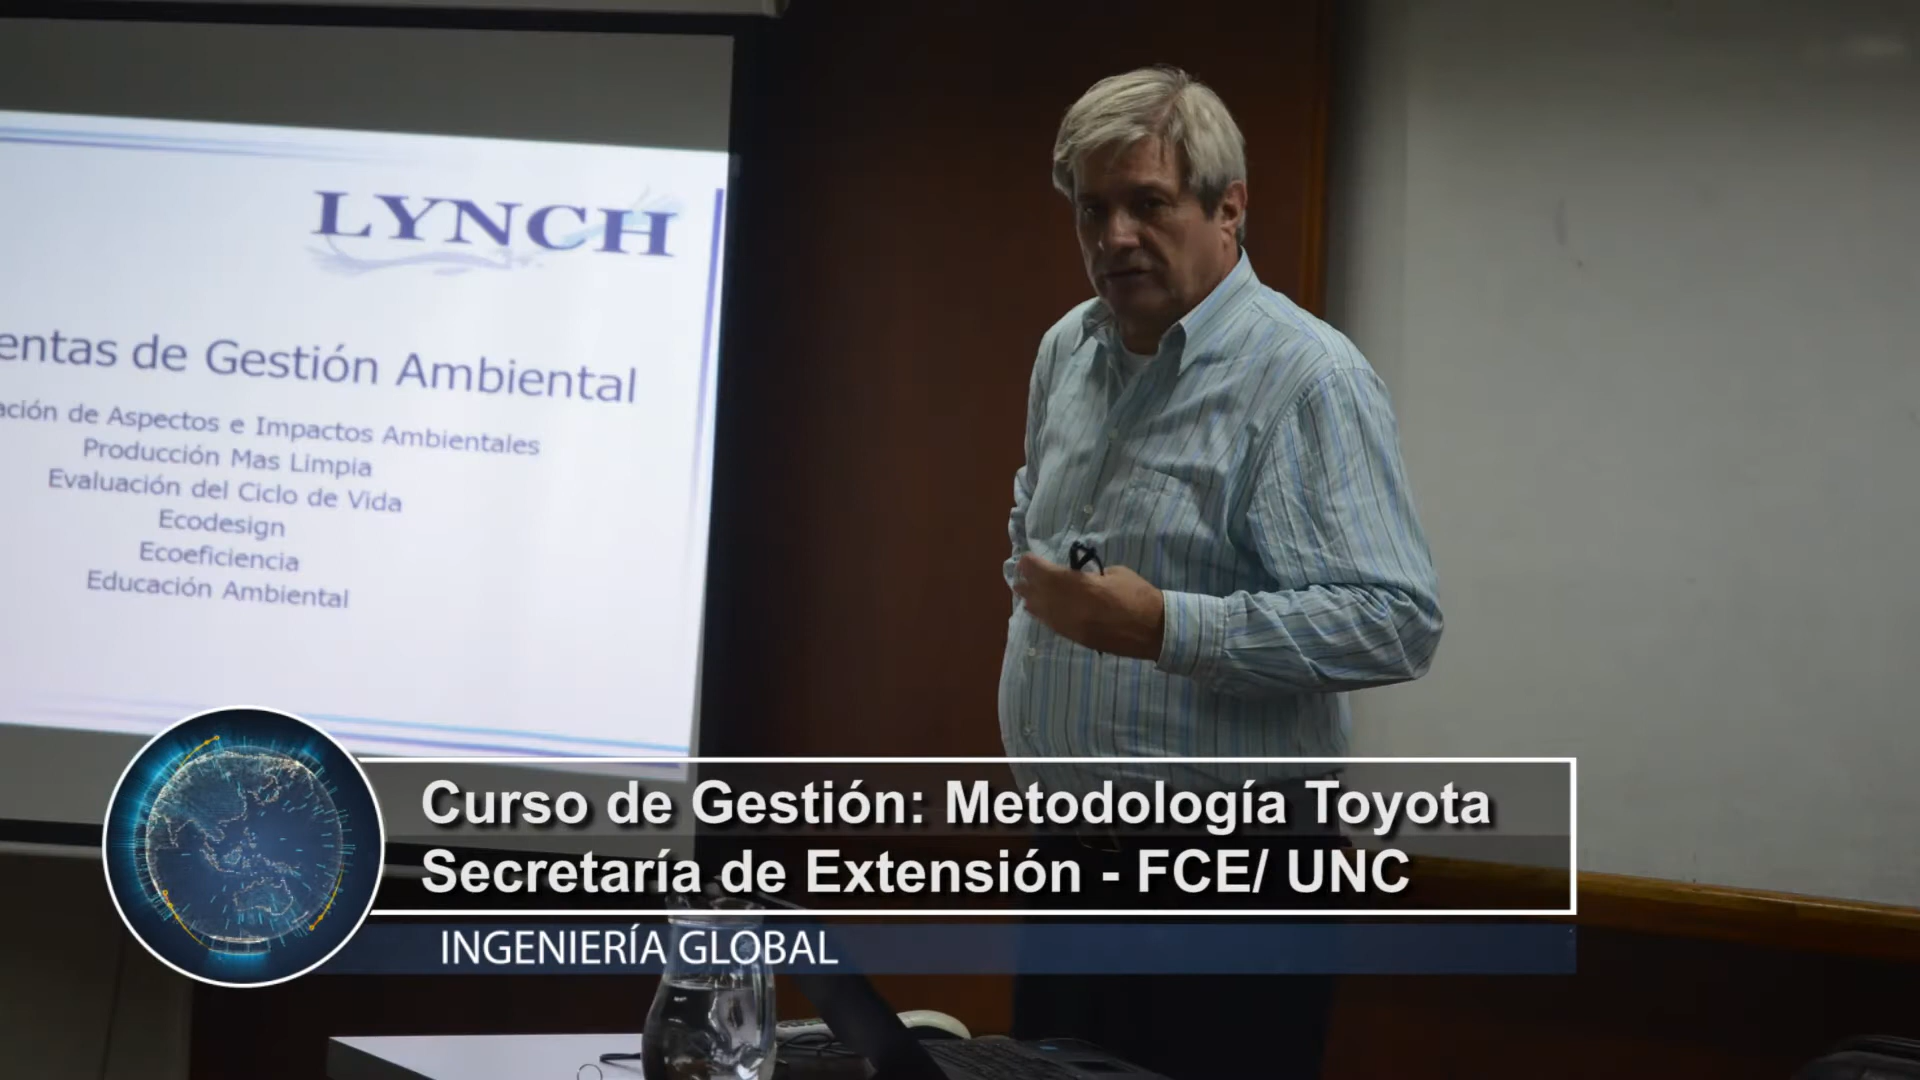 LYNCH
entas de Gestión Ambiental
ación de Aspectos e Impactos Ambientales
Producción Mas Limpia
Evaluación del Ciclo de Vida
Ecodesign
Ecoeficiencia
Educación Ambiental
Curso de Gestión: Metodología Toyota
Secretaría de Extensión - FCE/ UNC
INGENIERÍA GLOBAL